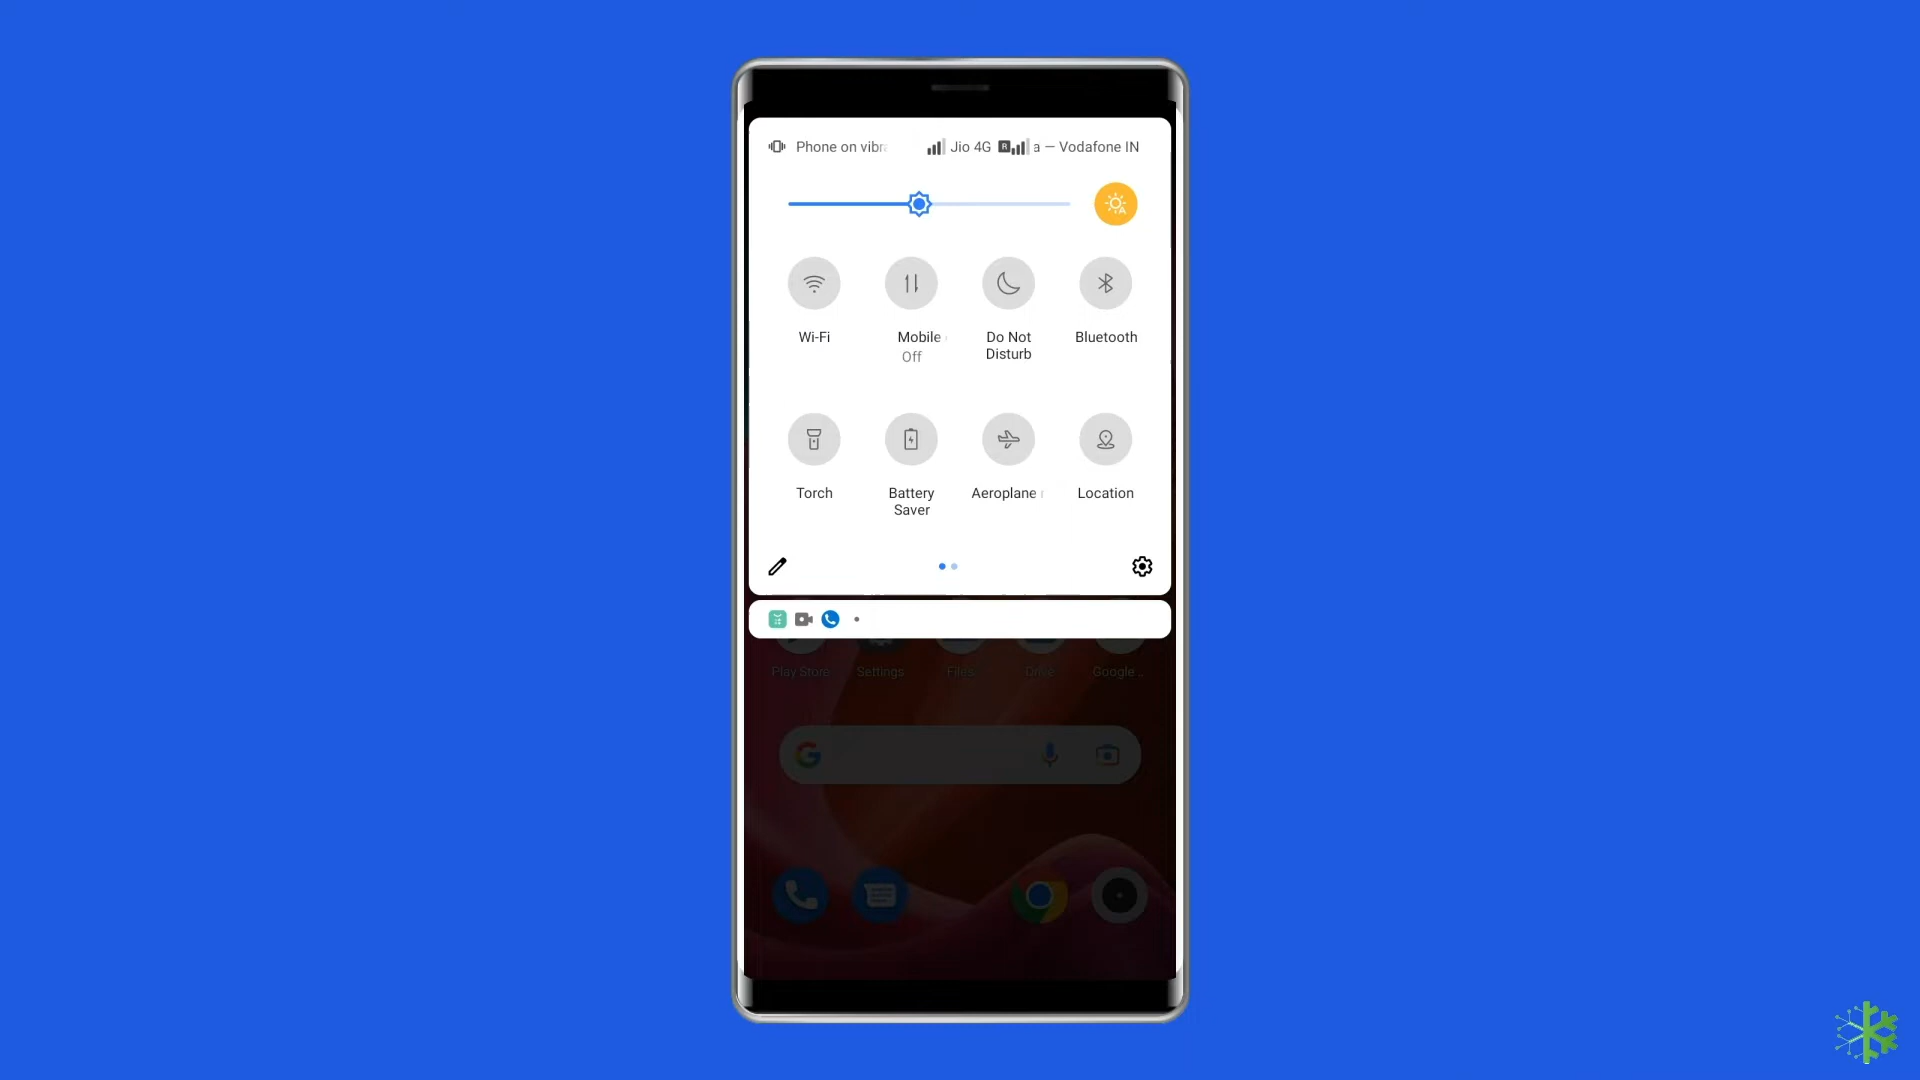 Phone on vibr
Jio 4G R a — Vodafone IN
Wi-Fi
Mobile
Off
Do Not
Disturb
Bluetooth
Torch
Battery
Saver
Aeroplane
Location
Play Store
Settings
Files
Drive
Google ..